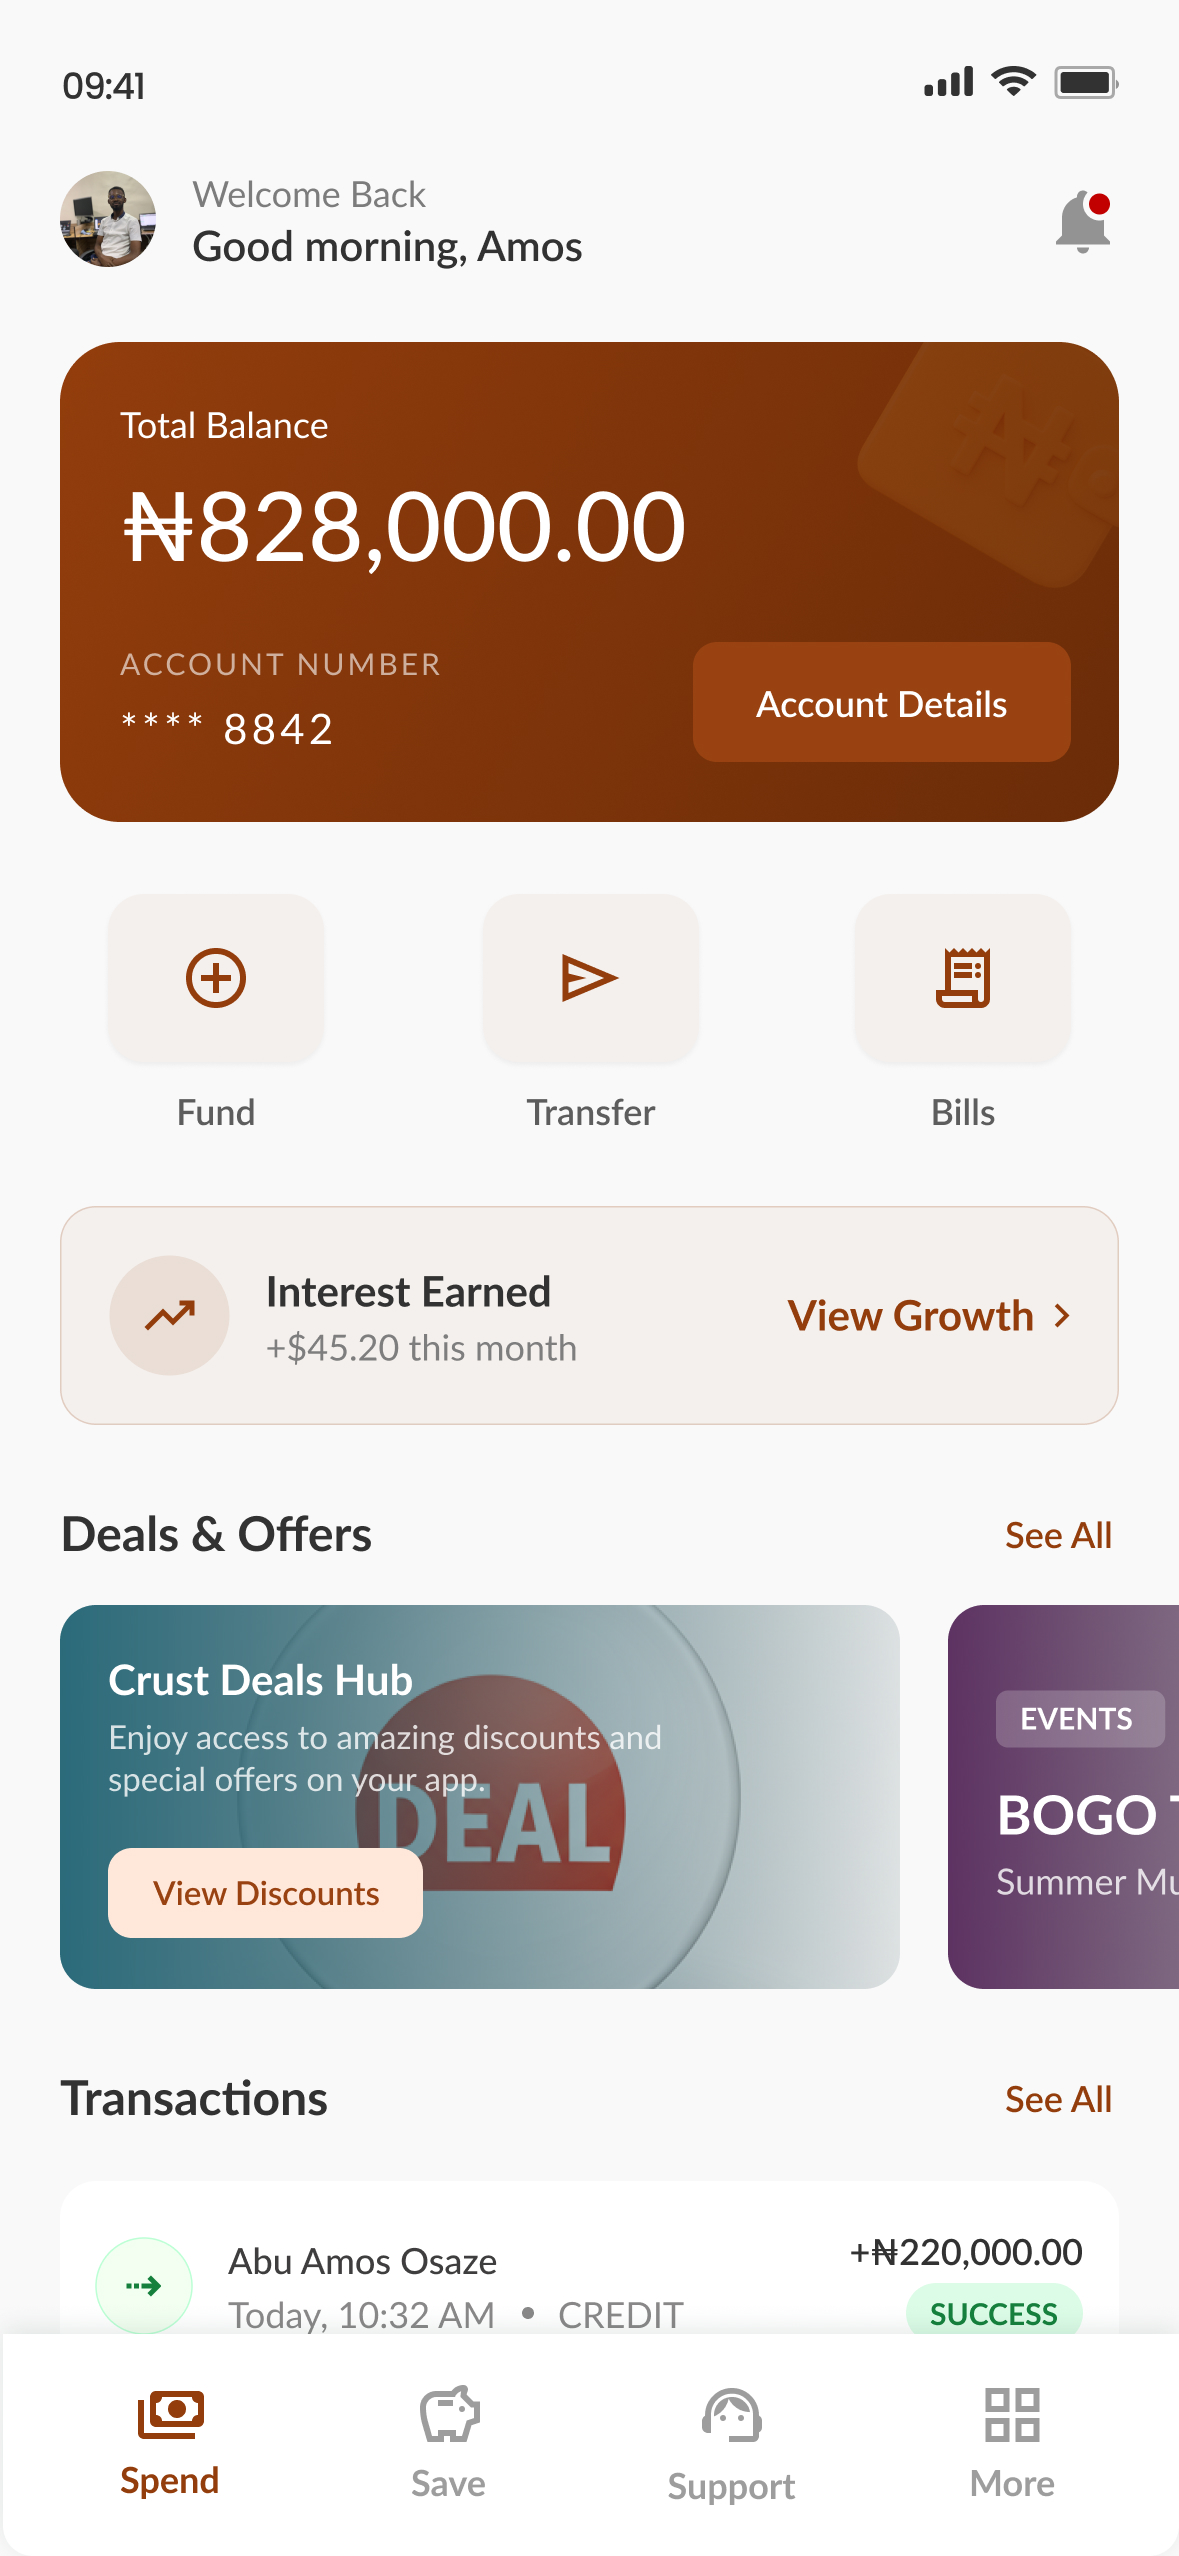 09:41
Welcome Back
Good morning, Amos
Total Balance
₦828,000.00
ACCOUNT NUMBER
**** 8842
Account Details
Fund
Transfer
Bills
Interest Earned
+$45.20 this month
View Growth
Deals & Offers
See All
Crust Deals Hub
Enjoy access to amazing discounts and
special offers on your app.
DEAL
View Discounts
EVENTS
BOGO
Summer
Transactions
See All
Abu Amos Osaze
+₦220,000.00
Today, 10:32 AM • CREDIT
SUCCESS
Spend
Save
Support
More